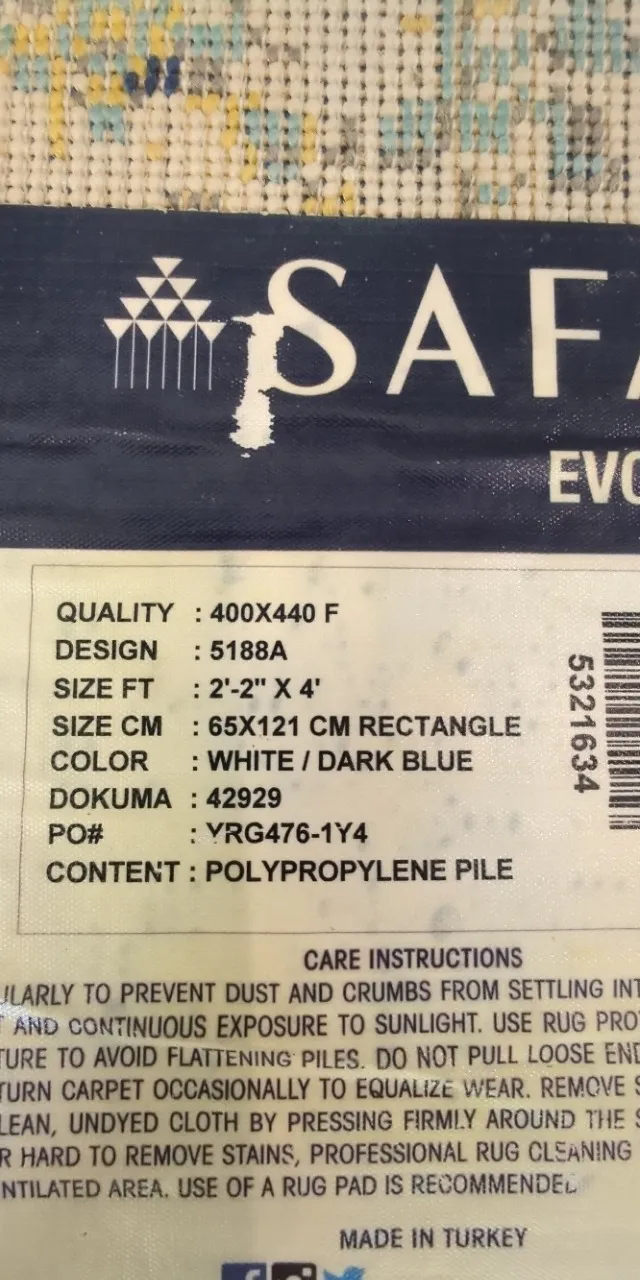 SAFA
EVO
QUALITY : 400X440 F
DESIGN : 5188A
SIZE FT : 2'-2" X 4'
SIZE CM : 65X121 CM RECTANGLE
COLOR : WHITE / DARK BLUE
DOKUMA : 42929
PO# : YRG476-1Y4
CONTENT : POLYPROPYLENE PILE
5321634
CARE INSTRUCTIONS
ULARLY TO PREVENT DUST AND CRUMBS FROM SETTLING INT
T AND CONTINUOUS EXPOSURE TO SUNLIGHT. USE RUG PRO
TURE TO AVOID FLATTENING PILES. DO NOT PULL LOOSE END
TURN CARPET OCCASIONALLY TO EQUALIZE WEAR. REMOVE S
LEAN, UNDYED CLOTH BY PRESSING FIRMLY AROUND THE S
R HARD TO REMOVE STAINS, PROFESSIONAL RUG CLEANING
NTILATED AREA. USE OF A RUG PAD IS RECOMMENDED
MADE IN TURKEY